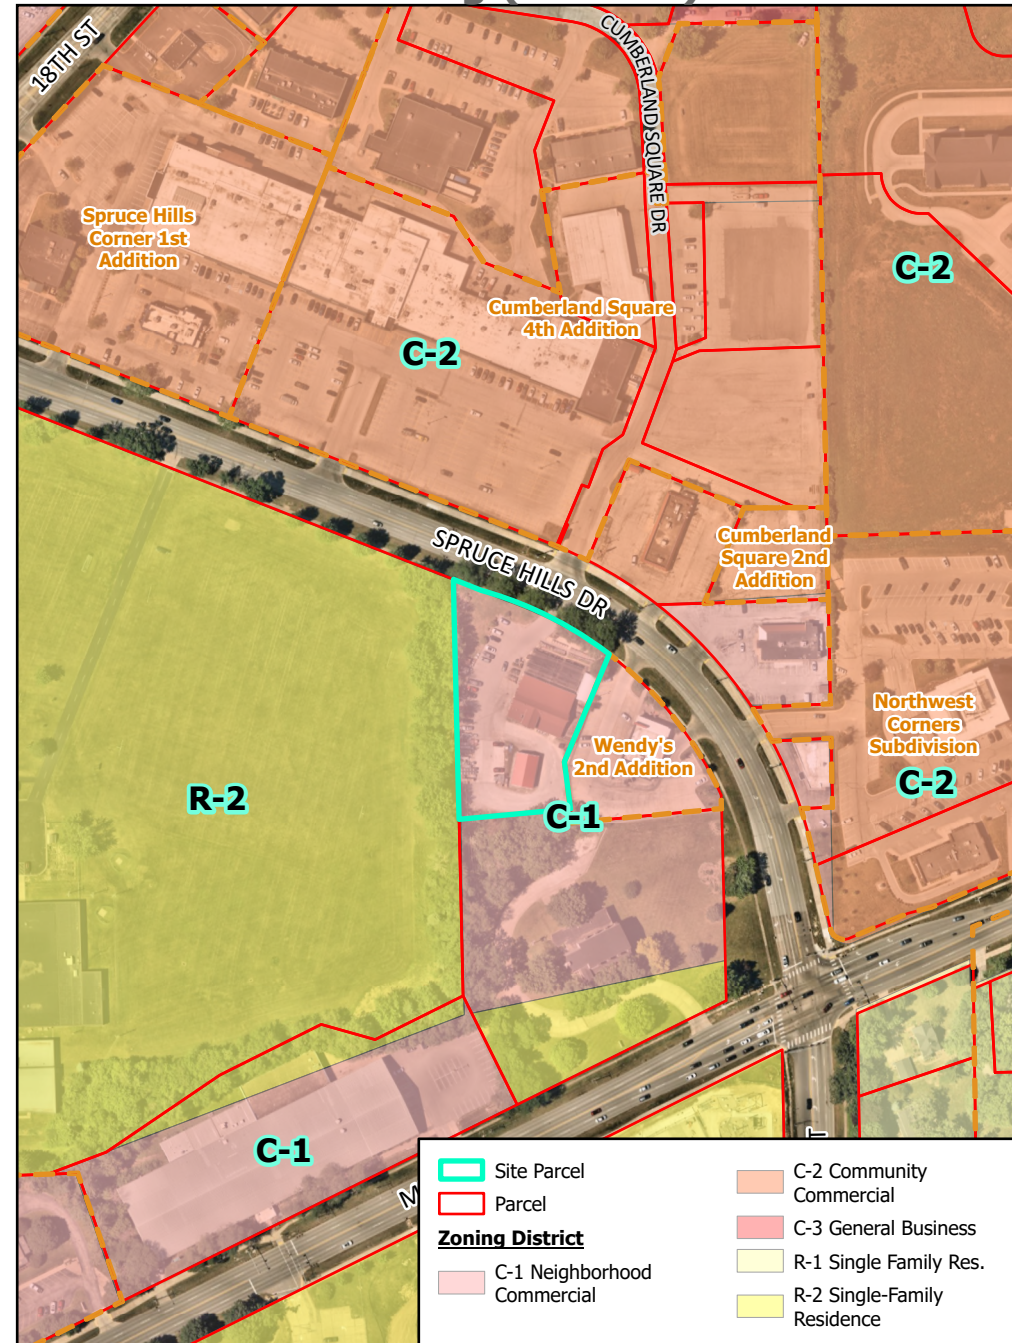 18TH ST
CUMBERLAND SQUARE DR
Spruce Hills
Corner 1st
Addition
C-2
Cumberland Square
4th Addition
C-2
SPRUCE HILLS DR
Cumberland
Square 2nd
Addition
Northwest
Corners
Subdivision
C-2
Wendy's
2nd Addition
R-2
C-1
C-1
Site Parcel
Parcel
Zoning District
C-1 Neighborhood
Commercial
C-2 Community
Commercial
C-3 General Business
R-1 Single Family Res.
R-2 Single-Family
Residence